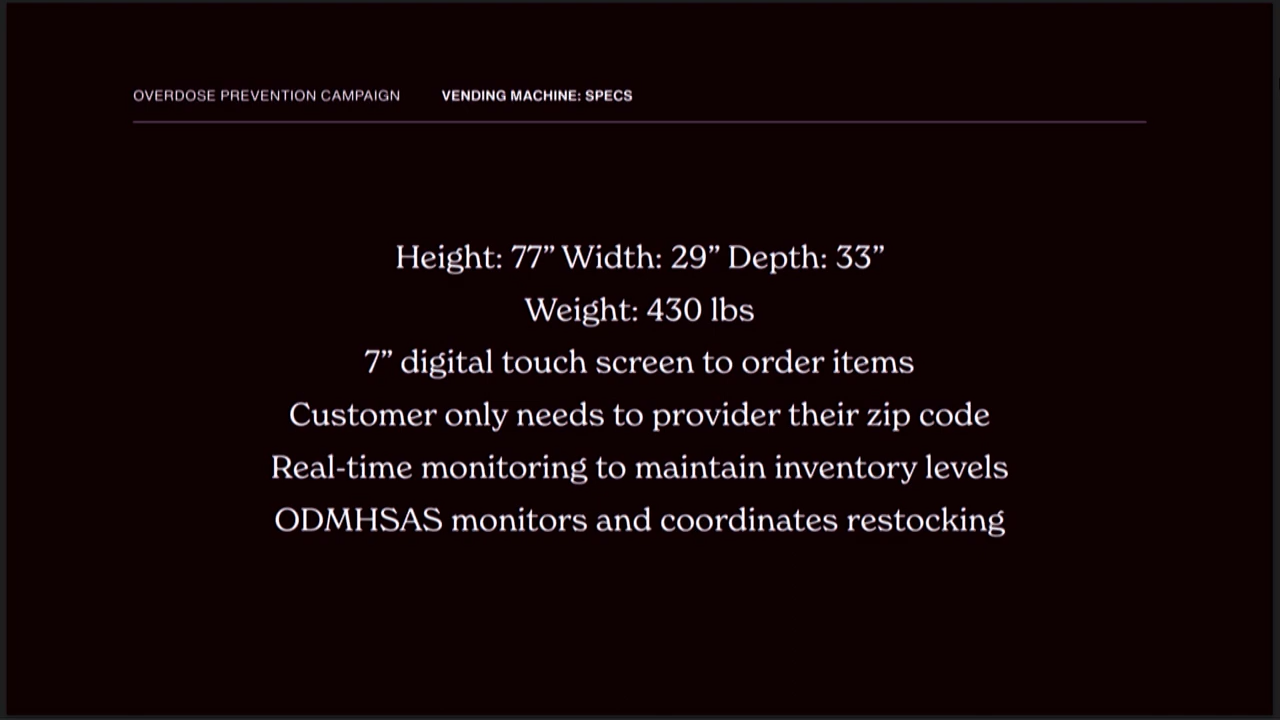 OVERDOSE PREVENTION CAMPAIGN VENDING MACHINE: SPECS
Height: 77” Width: 29” Depth: 33”
Weight: 430 lbs
7” digital touch screen to order items
Customer only needs to provider their zip code
Real-time monitoring to maintain inventory levels
ODMHSAS monitors and coordinates restocking